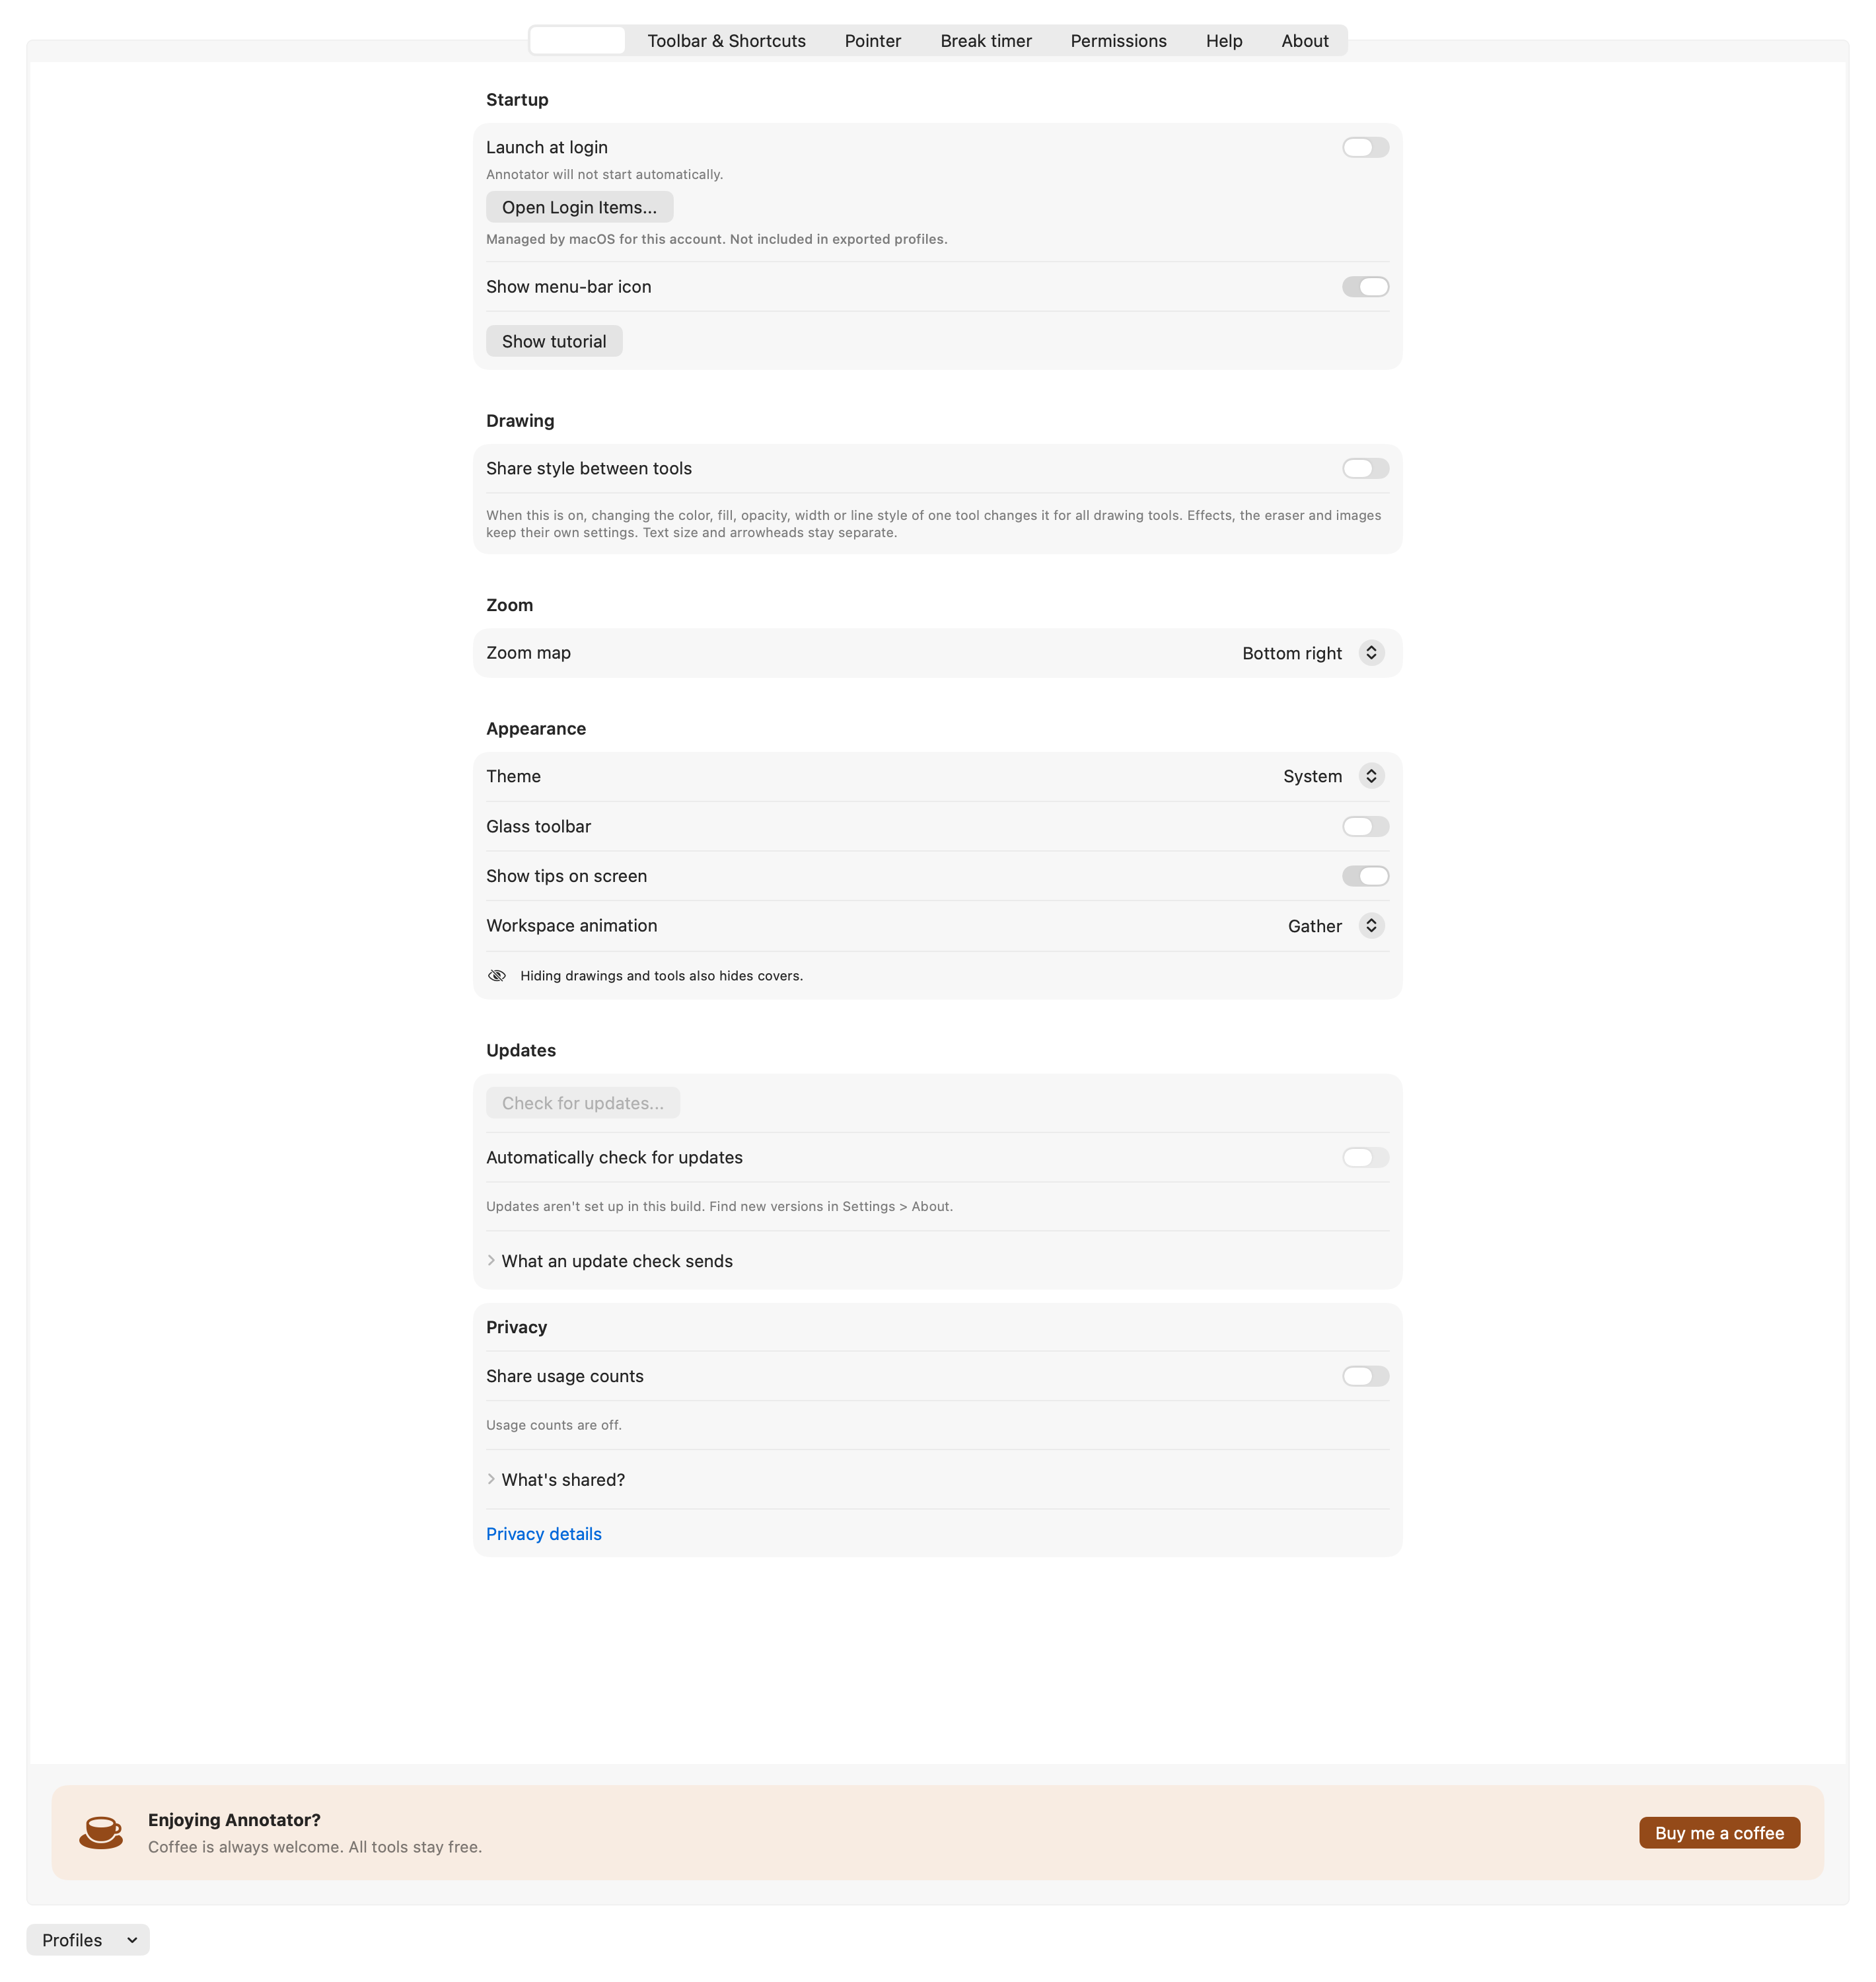 Toolbar & Shortcuts Pointer Break timer Permissions Help About
Startup
Launch at login
Annotator will not start automatically.
Open Login Items...
Managed by macOS for this account. Not included in exported profiles.
Show menu-bar icon
Show tutorial
Drawing
Share style between tools
When this is on, changing the color, fill, opacity, width or line style of one tool changes it for all drawing tools. Effects, the eraser and images
keep their own settings. Text size and arrowheads stay separate.
Zoom
Zoom map Bottom right
Appearance
Theme System
Glass toolbar
Show tips on screen
Workspace animation Gather
Hiding drawings and tools also hides covers.
Updates
Check for updates...
Automatically check for updates
Updates aren't set up in this build. Find new versions in Settings > About.
What an update check sends
Privacy
Share usage counts
Usage counts are off.
What's shared?
Privacy details
Enjoying Annotator?
Coffee is always welcome. All tools stay free.
Buy me a coffee
Profiles